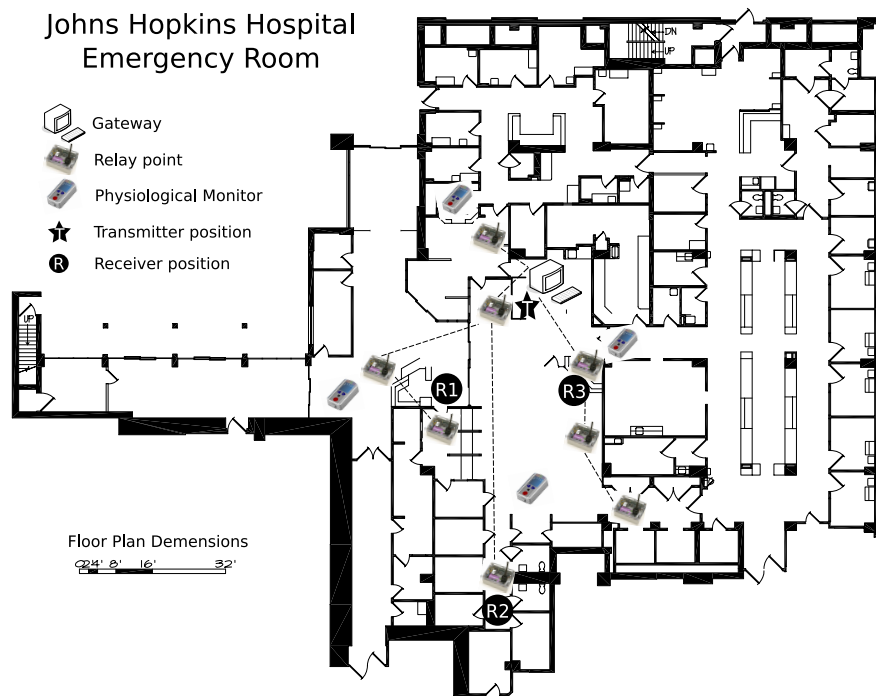 Johns Hopkins Hospital
Emergency Room
Gateway
Relay point
Physiological Monitor
T Transmitter position
R Receiver position
DN
UP
UP
T
R1
R3
R2
Floor Plan Demensions
0 2' 4' 8' 16' 32'